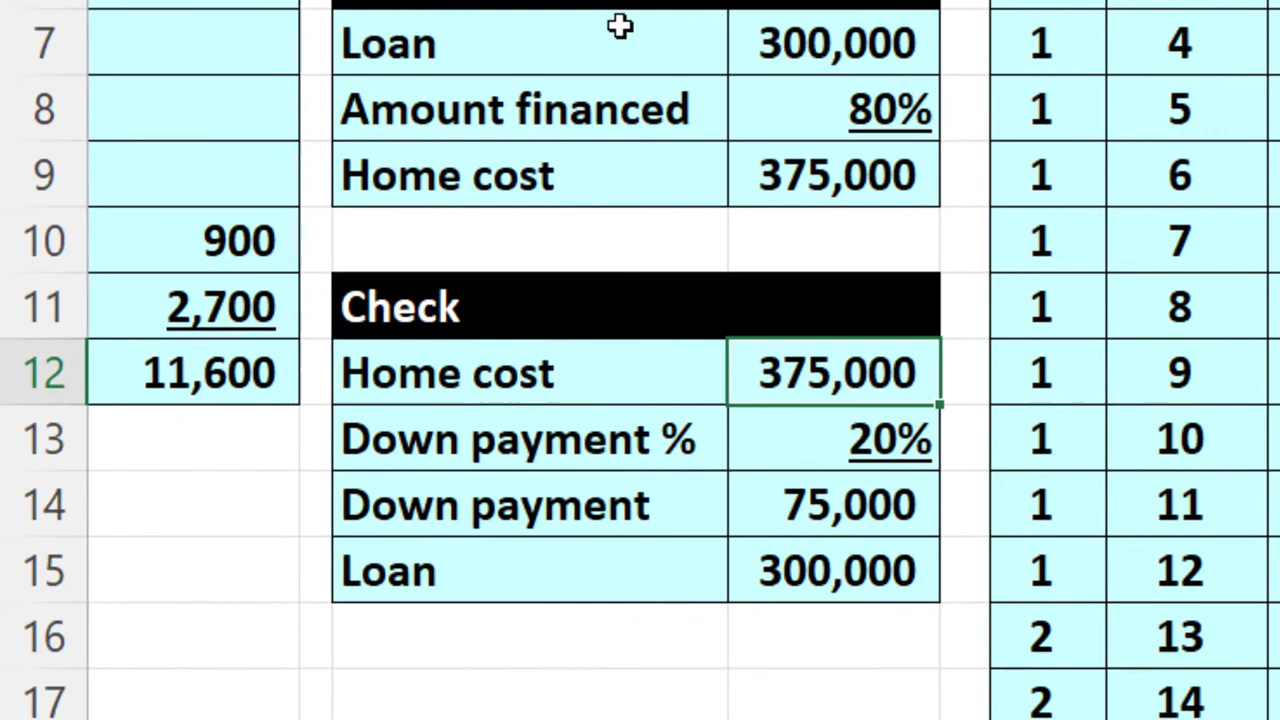 7 Loan 300,000 1 4
8 Amount financed 80% 1 5
9 Home cost 375,000 1 6
10 900 1 7
11 2,700 Check 1 8
12 11,600 Home cost 375,000 1 9
13 Down payment % 20% 1 10
14 Down payment 75,000 1 11
15 Loan 300,000 1 12
16 2 13
17 2 14